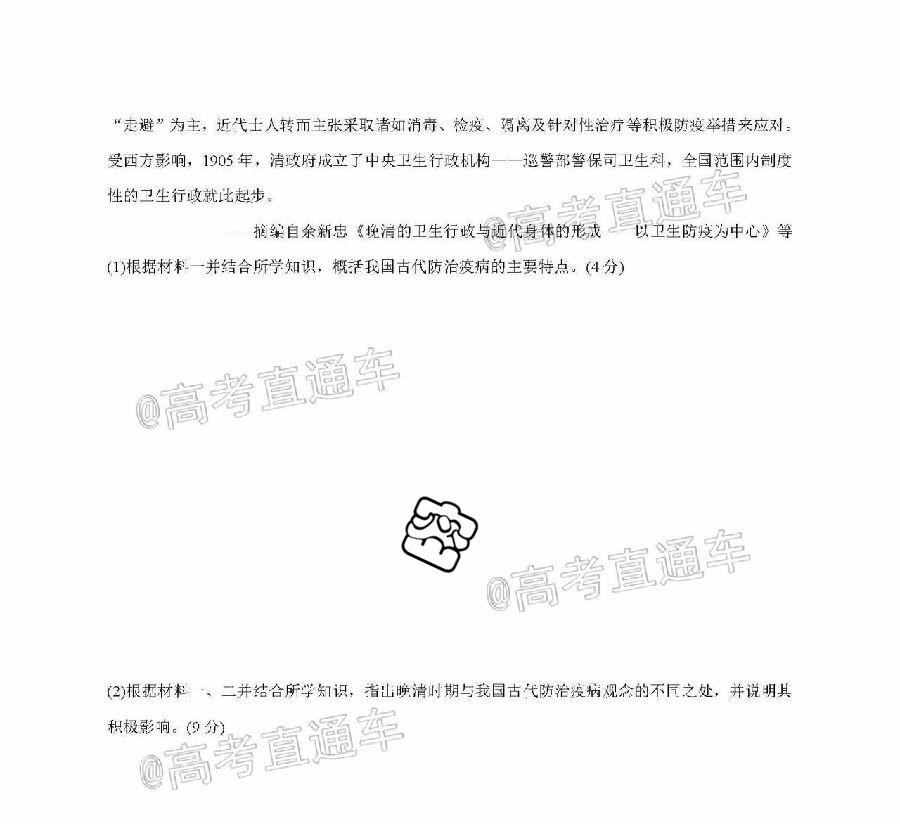 “走避”为主，近代士人转而主张采取诸如消毒、检疫、隔离及针对性治疗等积极防疫举措来应对。
受西方影响，1905 年，清政府成立了中央卫生行政机构——巡警部警保司卫生科，全国范围内制度
性的卫生行政就此起步。
@高考直通车
——摘编自余新忠《晚清的卫生行政与近代身体的形成——以卫生防疫为中心》等
(1)根据材料一并结合所学知识，概括我国古代防治疫病的主要特点。(4 分)
@高考直通车
@高考直通车
(2)根据材料一、二并结合所学知识，指出晚清时期与我国古代防治疫病观念的不同之处，并说明其
积极影响。(9 分)
@高考直通车